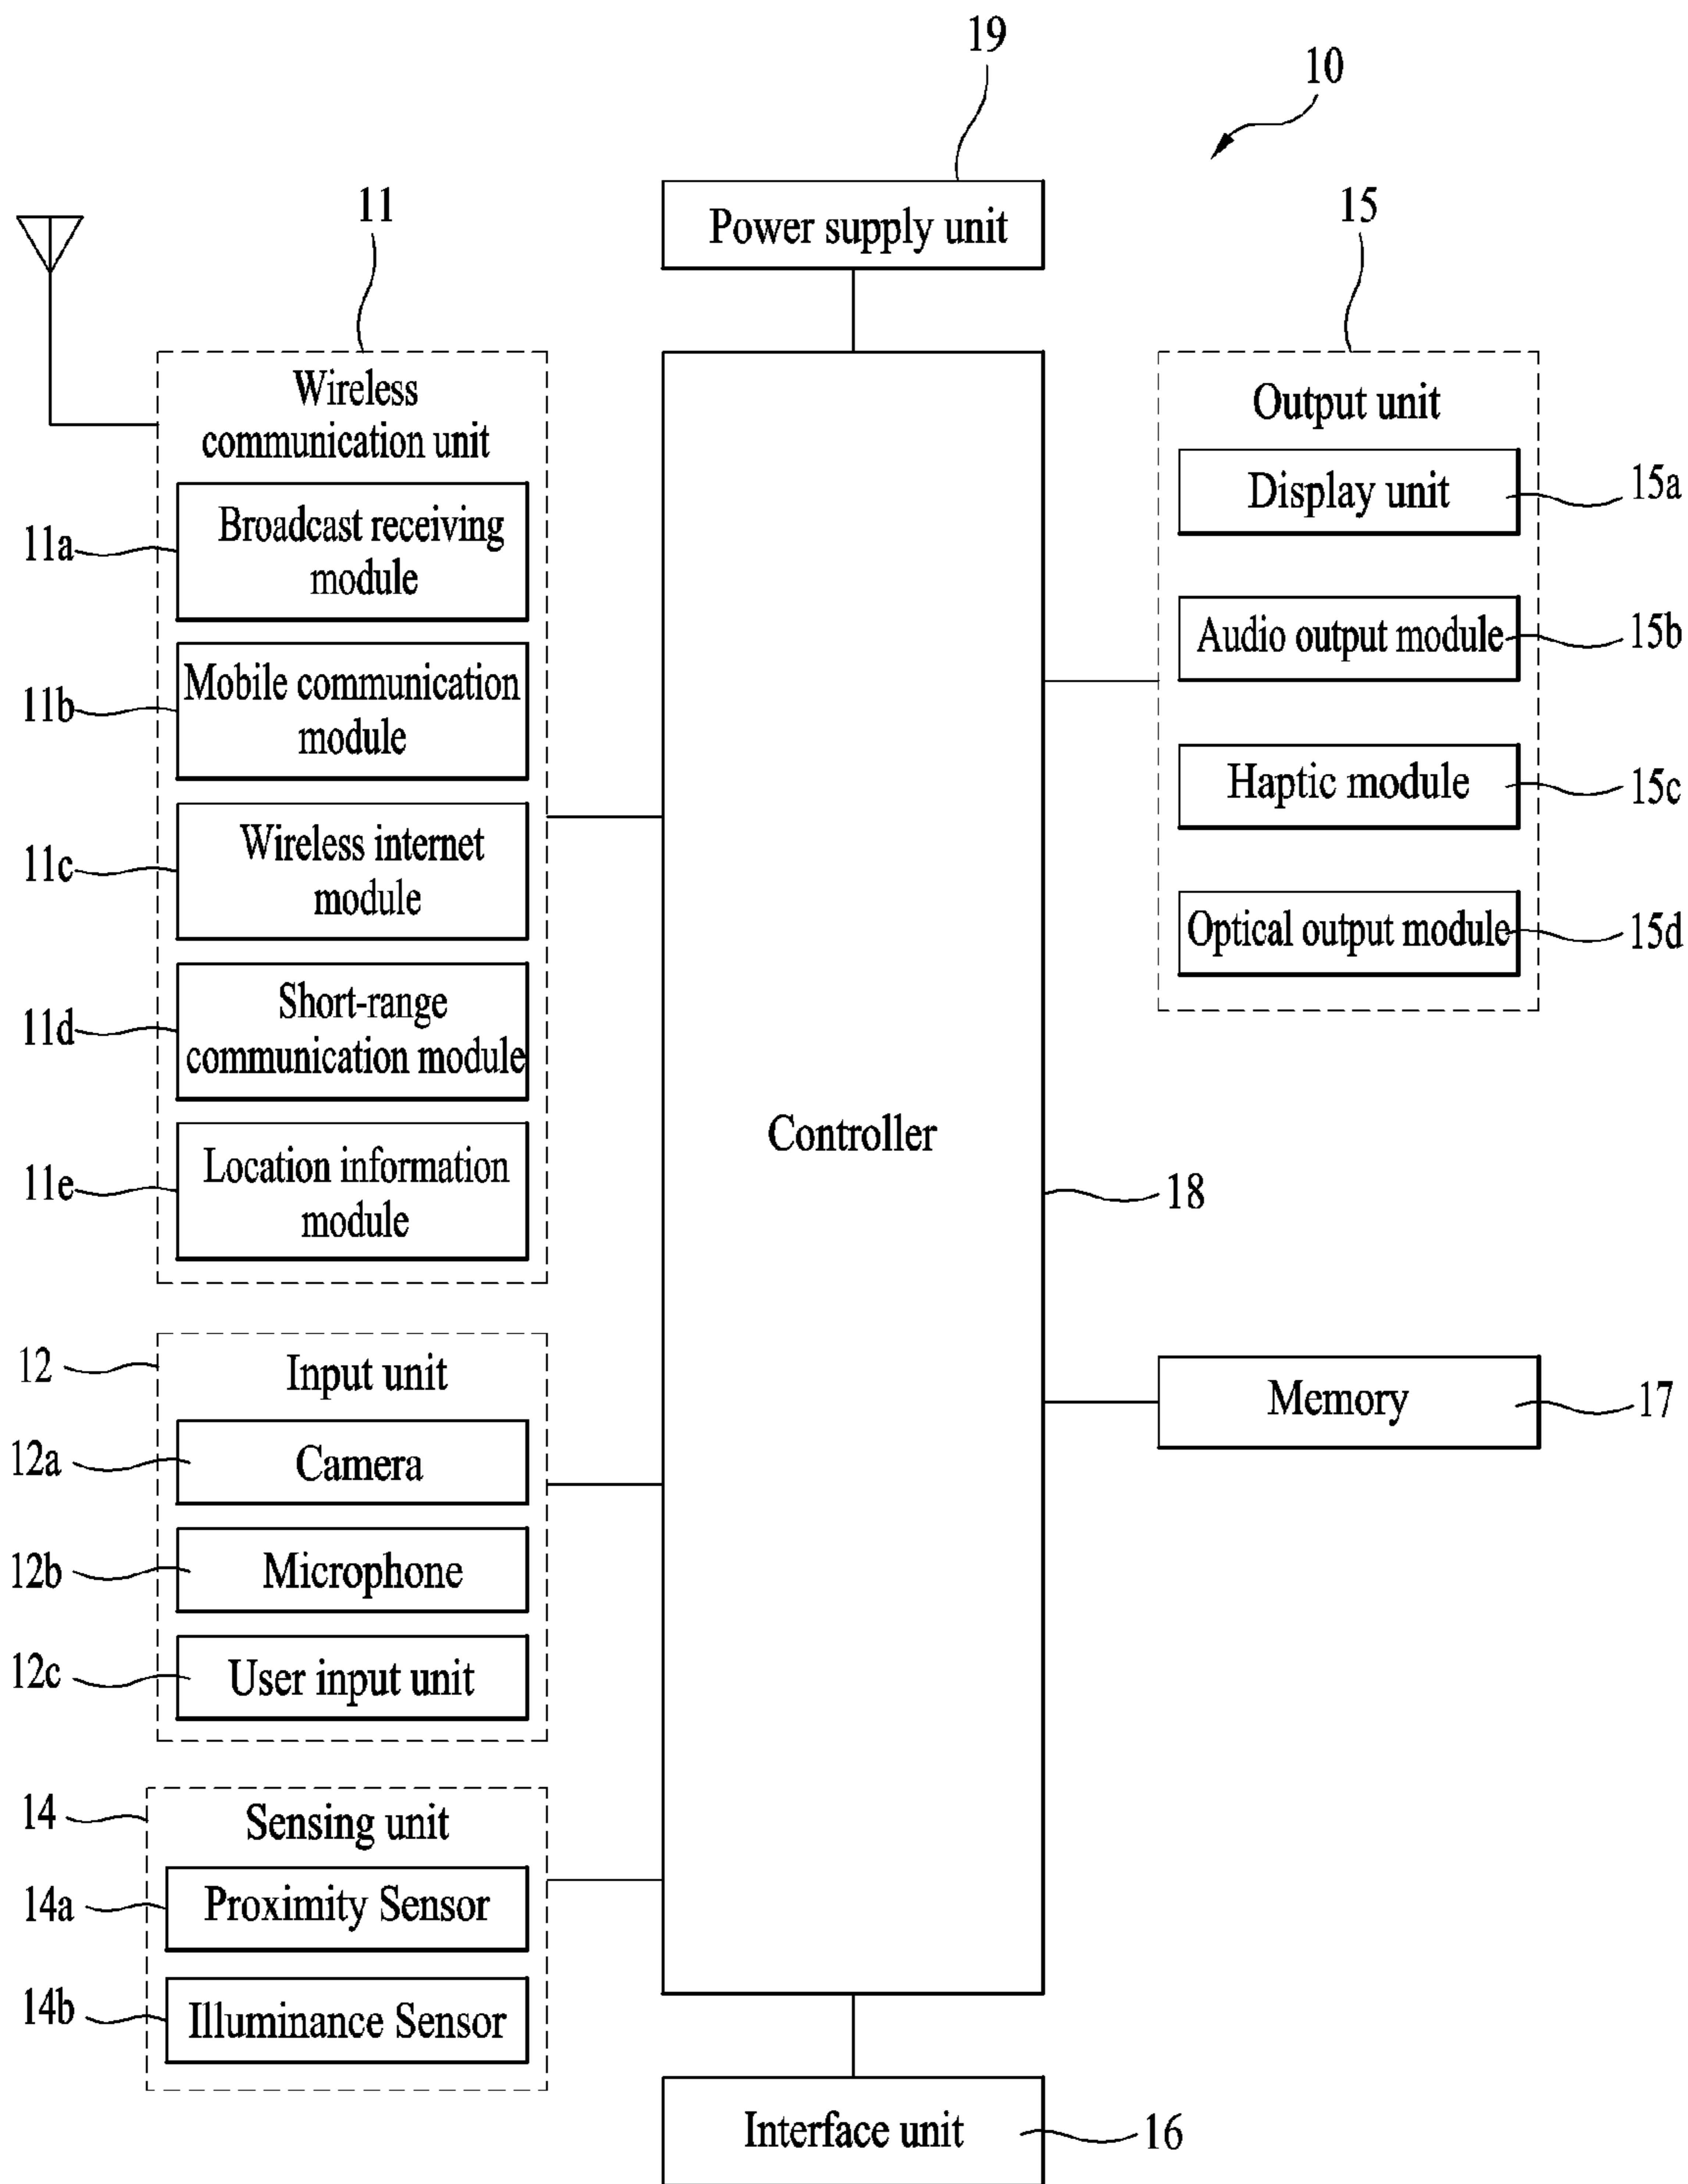 19
10
Power supply unit
11
15
Wireless
communication unit
Output unit
Display unit
15a
11a
Broadcast receiving
module
Audio output module
15b
11b
Mobile communication
module
Haptic module
15c
11c
Wireless internet
module
Optical output module
15d
11d
Short-range
communication module
Controller
11e
Location information
module
18
12
Input unit
Memory
17
12a
Camera
12b
Microphone
12c
User input unit
14
Sensing unit
14a
Proximity Sensor
14b
Illuminance Sensor
Interface unit
16